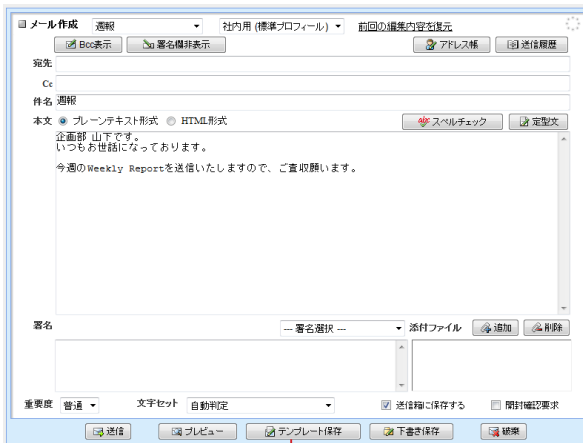 メール作成 週報 社内用 (標準プロフィール) 前回の編集内容を復元
Bcc表示 署名欄非表示 アドレス帳 送信履歴
宛先
Cc
件名 週報
本文 プレーンテキスト形式 HTML形式 スペルチェック 定型文
企画部 山下です。
いつもお世話になっております。
今週のWeekly Reportを送信いたしますので、ご査収願います。
署名 --- 署名選択 --- 添付ファイル 追加 削除
重要度 普通 文字セット 自動判定 送信箱に保存する 開封確認要求
送信 プレビュー テンプレート保存 下書き保存 破棄